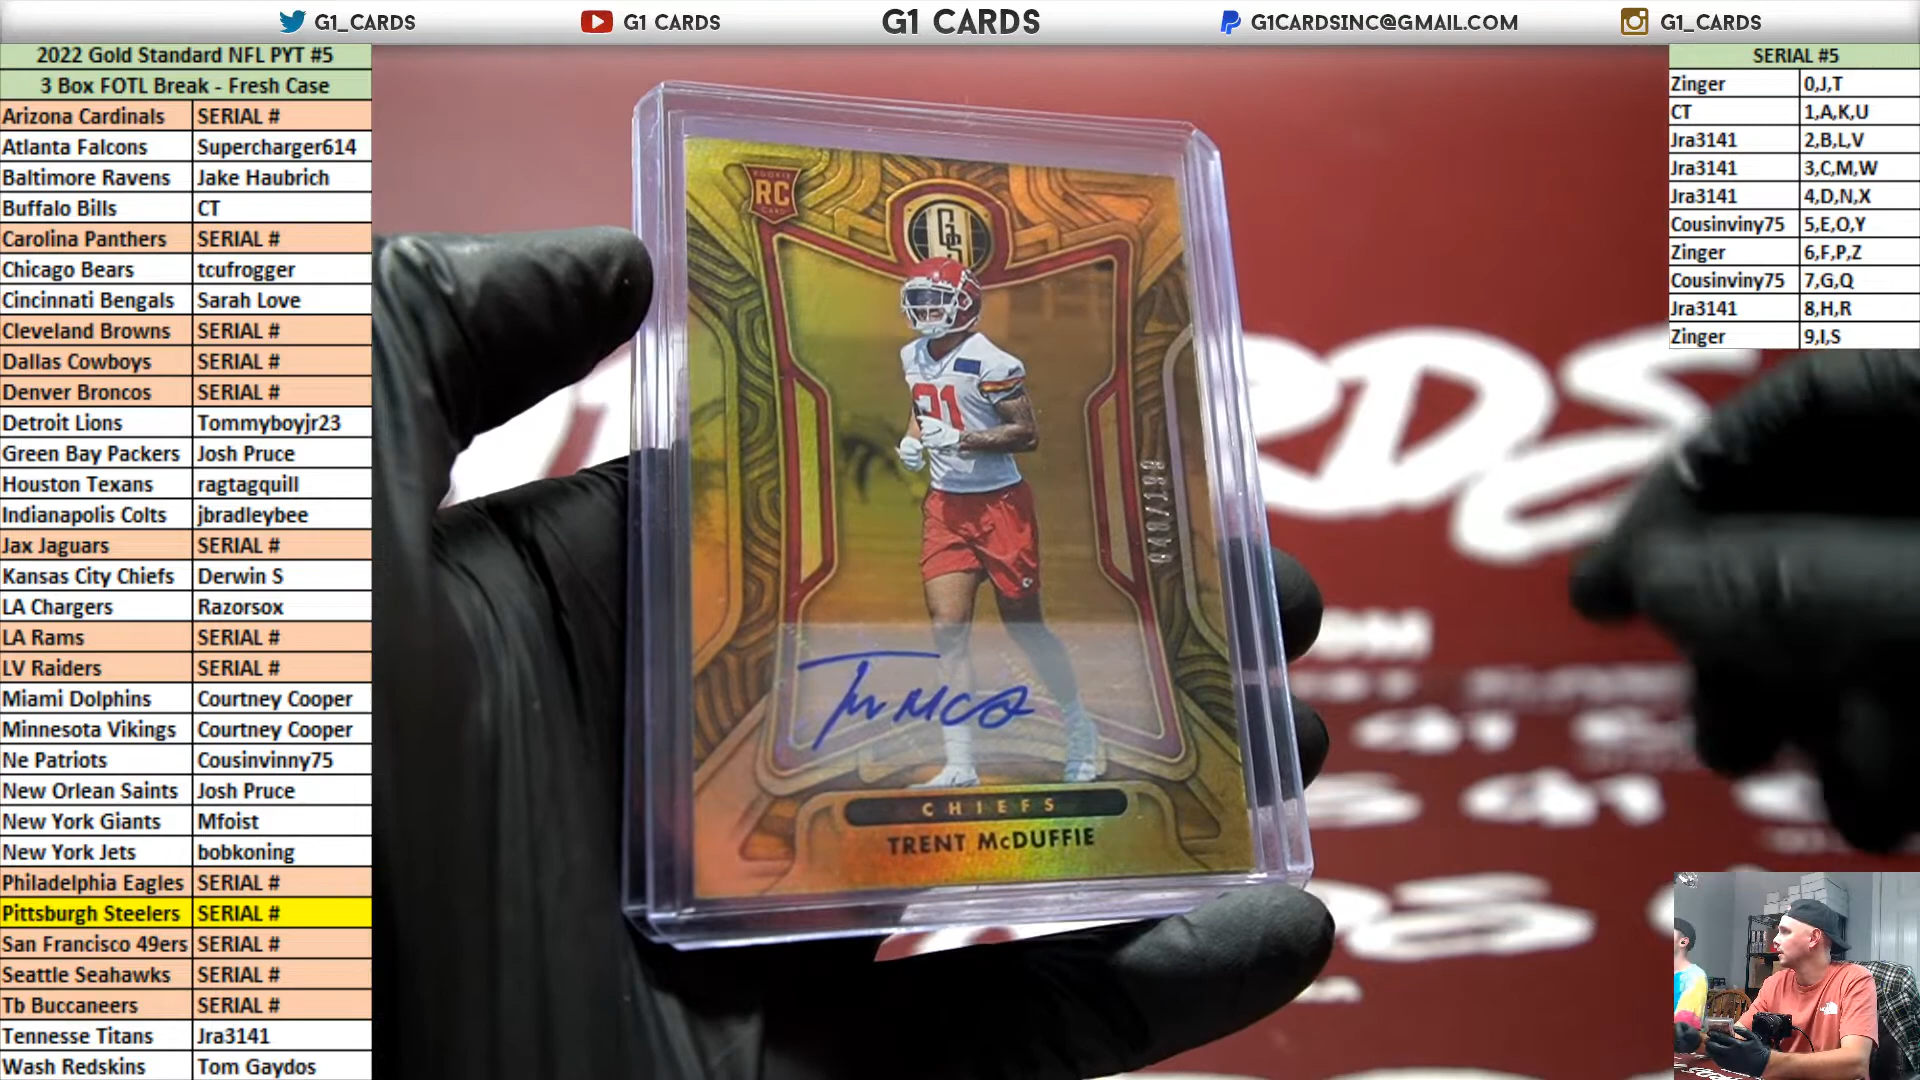 G1_CARDS G1 CARDS G1 CARDS G1CARDSINC@GMAIL.COM G1_CARDS
2022 Gold Standard NFL PYT #5
3 Box FOTL Break - Fresh Case
Arizona Cardinals SERIAL #
Atlanta Falcons Supercharger614
Baltimore Ravens Jake Haubrich
Buffalo Bills CT
Carolina Panthers SERIAL #
Chicago Bears tcufrogger
Cincinnati Bengals Sarah Love
Cleveland Browns SERIAL #
Dallas Cowboys SERIAL #
Denver Broncos SERIAL #
Detroit Lions Tommyboyjr23
Green Bay Packers Josh Pruce
Houston Texans ragtagquill
Indianapolis Colts jbradleybee
Jax Jaguars SERIAL #
Kansas City Chiefs Derwin S
LA Chargers Razorsox
LA Rams SERIAL #
LV Raiders SERIAL #
Miami Dolphins Courtney Cooper
Minnesota Vikings Courtney Cooper
Ne Patriots Cousinvinny75
New Orlean Saints Josh Pruce
New York Giants Mfoist
New York Jets bobkoning
Philadelphia Eagles SERIAL #
Pittsburgh Steelers SERIAL #
San Francisco 49ers SERIAL #
Seattle Seahawks SERIAL #
Tb Buccaneers SERIAL #
Tennesse Titans Jra3141
Wash Redskins Tom Gaydos
ROOKIE
RC
CARD
GS
21
CHIEFS
TRENT McDUFFIE
SERIAL #5
Zinger 0,J,T
CT 1,A,K,U
Jra3141 2,B,L,V
Jra3141 3,C,M,W
Jra3141 4,D,N,X
Cousinviny75 5,E,O,Y
Zinger 6,F,P,Z
Cousinviny75 7,G,Q
Jra3141 8,H,R
Zinger 9,I,S